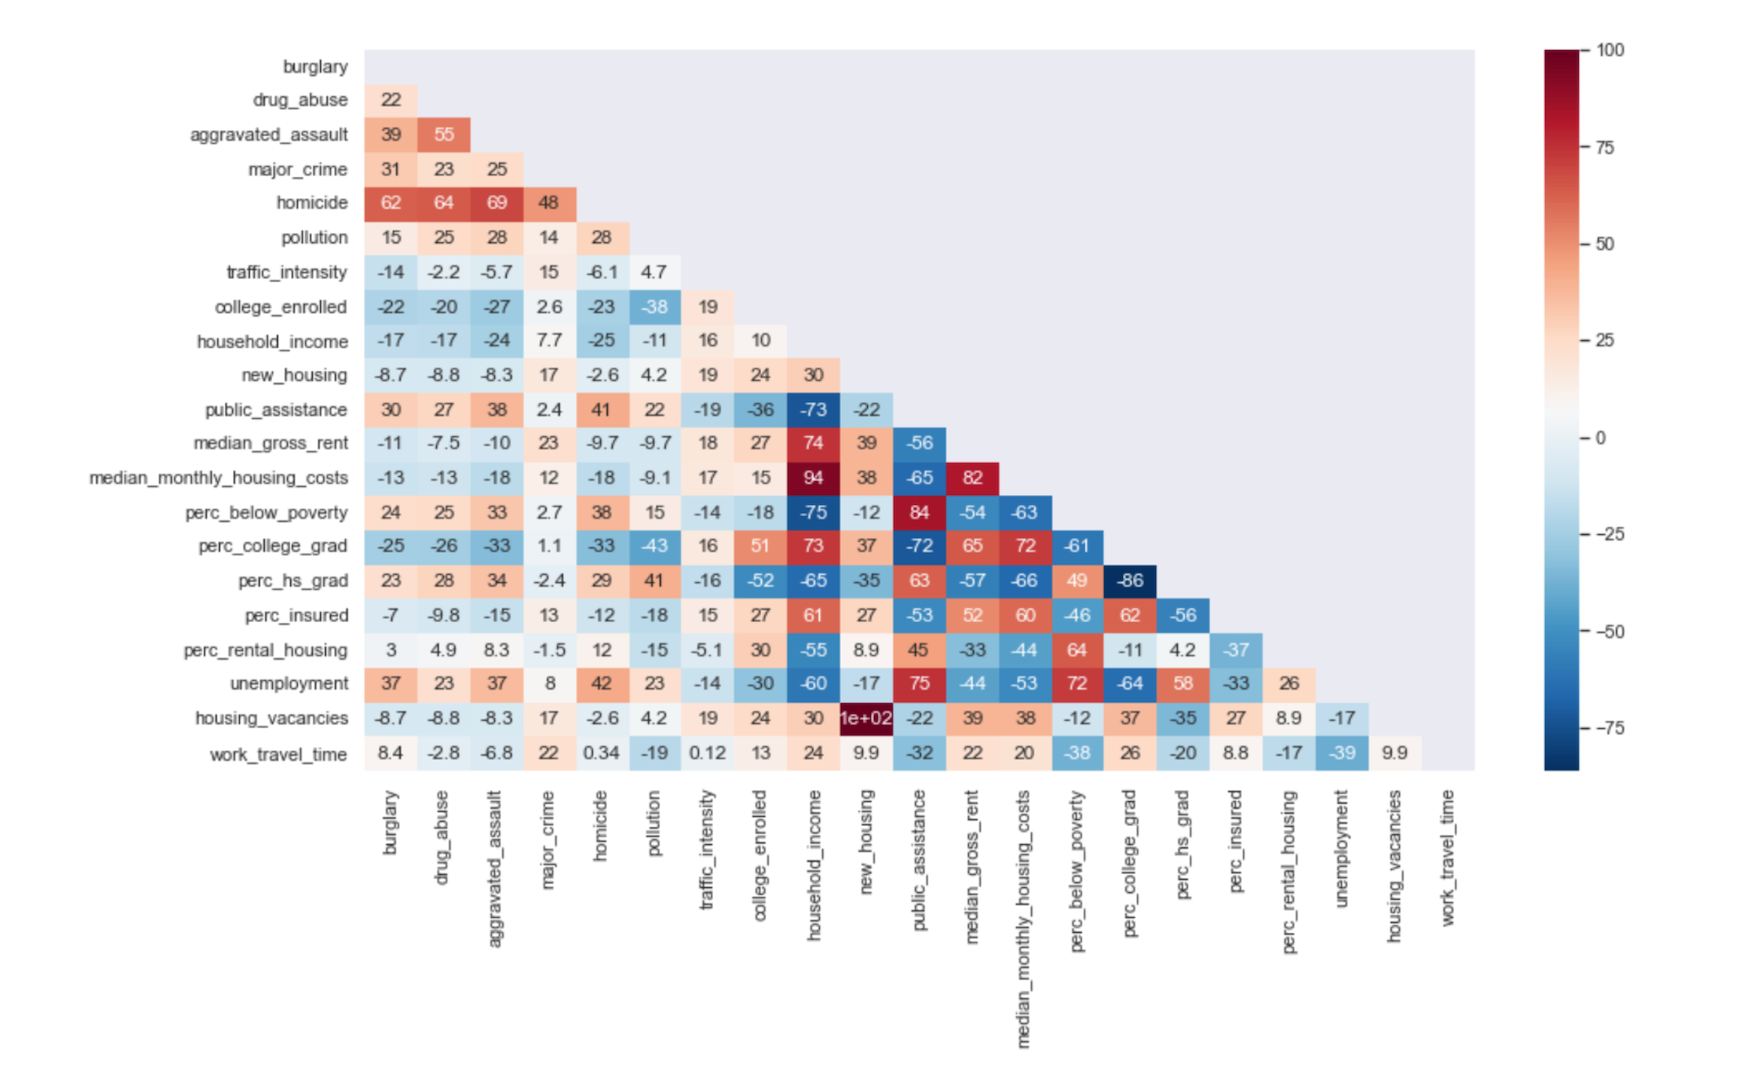 100
burglary
drug_abuse 22
aggravated_assault 39 55
75
major_crime 31 23 25
homicide 62 64 69 48
pollution 15 25 28 14 28
50
traffic_intensity -14 -2.2 -5.7 15 -6.1 4.7
college_enrolled -22 -20 -27 2.6 -23 -38 19
household_income -17 -17 -24 7.7 -25 -11 16 10
25
new_housing -8.7 -8.8 -8.3 17 -2.6 4.2 19 24 30
public_assistance 30 27 38 2.4 41 22 -19 -36 -73 -22
median_gross_rent -11 -7.5 -10 23 -9.7 -9.7 18 27 74 39 -56
0
median_monthly_housing_costs -13 -13 -18 12 -18 -9.1 17 15 94 38 -65 82
perc_below_poverty 24 25 33 2.7 38 15 -14 -18 -75 -12 84 -54 -63
−25
perc_college_grad -25 -26 -33 1.1 -33 -43 16 51 73 37 -72 65 72 -61
perc_hs_grad 23 28 34 -2.4 29 41 -16 -52 -65 -35 63 -57 -66 49 -86
perc_insured -7 -9.8 -15 13 -12 -18 15 27 61 27 -53 52 60 -46 62 -56
−50
perc_rental_housing 3 4.9 8.3 -1.5 12 -15 -5.1 30 -55 8.9 45 -33 -44 64 -11 4.2 -37
unemployment 37 23 37 8 42 23 -14 -30 -60 -17 75 -44 -53 72 -64 58 -33 26
housing_vacancies -8.7 -8.8 -8.3 17 -2.6 4.2 19 24 30 1e+02 -22 39 38 -12 37 -35 27 8.9 -17
−75
work_travel_time 8.4 -2.8 -6.8 22 0.34 -19 0.12 13 24 9.9 -32 22 20 -38 26 -20 8.8 -17 -39 9.9
burglary
drug_abuse
aggravated_assault
major_crime
homicide
pollution
traffic_intensity
college_enrolled
household_income
new_housing
public_assistance
median_gross_rent
median_monthly_housing_costs
perc_below_poverty
perc_college_grad
perc_hs_grad
perc_insured
perc_rental_housing
unemployment
housing_vacancies
work_travel_time